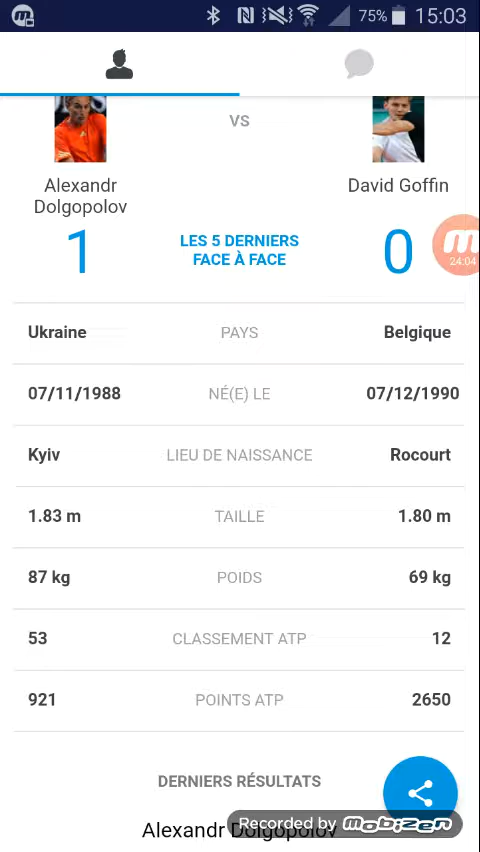 75% 15:03
VS
Alexandr
Dolgopolov
David Goffin
1
LES 5 DERNIERS
FACE À FACE
0
24:04
Ukraine PAYS Belgique
07/11/1988 NÉ(E) LE 07/12/1990
Kyiv LIEU DE NAISSANCE Rocourt
1.83 m TAILLE 1.80 m
87 kg POIDS 69 kg
53 CLASSEMENT ATP 12
921 POINTS ATP 2650
DERNIERS RÉSULTATS
Alexandr Dolgopolov
Recorded by Mobizen